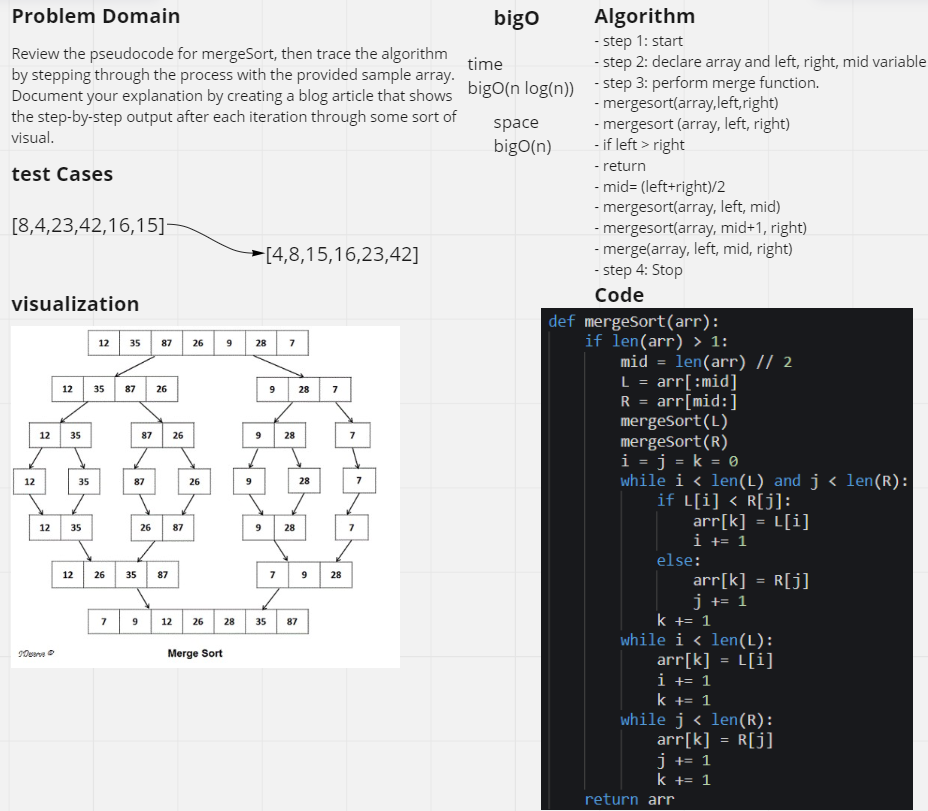 Problem Domain
Review the pseudocode for mergeSort, then trace the algorithm
by stepping through the process with the provided sample array.
Document your explanation by creating a blog article that shows
the step-by-step output after each iteration through some sort of
visual.
test Cases
[8,4,23,42,16,15]
[4,8,15,16,23,42]
bigO
time
bigO(n log(n))
space
bigO(n)
Algorithm
- step 1: start
- step 2: declare array and left, right, mid variable
- step 3: perform merge function.
- mergesort(array,left,right)
- mergesort (array, left, right)
- if left > right
- return
- mid= (left+right)/2
- mergesort(array, left, mid)
- mergesort(array, mid+1, right)
- merge(array, left, mid, right)
- step 4: Stop
visualization
12 35 87 26 9 28 7
12 35 87 26 9 28 7
12 35 87 26 9 28 7
12 35 87 26 9 28 7
12 35 26 87 9 28 7
12 26 35 87 7 9 28
7 9 12 26 28 35 87
Merge Sort
Code
def mergeSort(arr):
if len(arr) > 1:
mid = len(arr) // 2
L = arr[:mid]
R = arr[mid:]
mergeSort(L)
mergeSort(R)
i = j = k = 0
while i < len(L) and j < len(R):
if L[i] < R[j]:
arr[k] = L[i]
i += 1
else:
arr[k] = R[j]
j += 1
k += 1
while i < len(L):
arr[k] = L[i]
i += 1
k += 1
while j < len(R):
arr[k] = R[j]
j += 1
k += 1
return arr